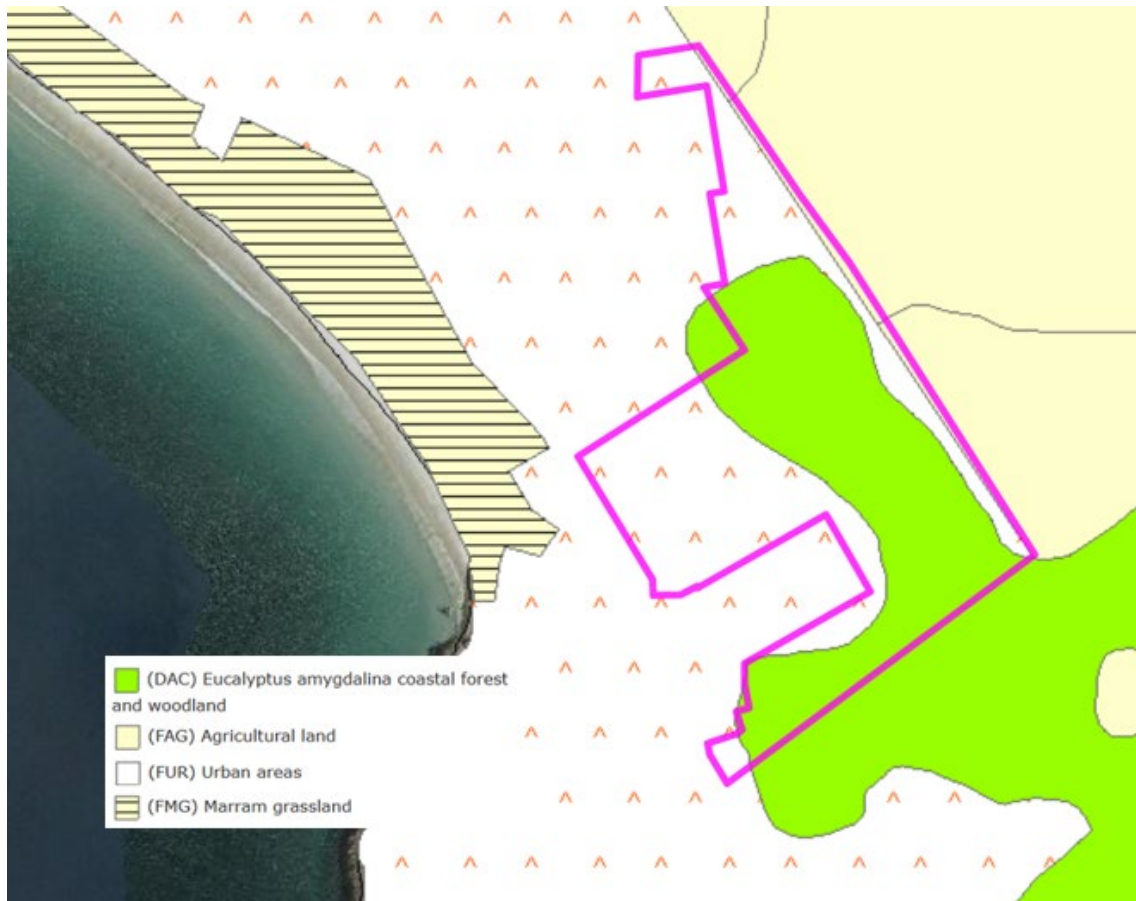 (DAC) Eucalyptus amygdalina coastal forest
and woodland
(FAG) Agricultural land
(FUR) Urban areas
(FMG) Marram grassland